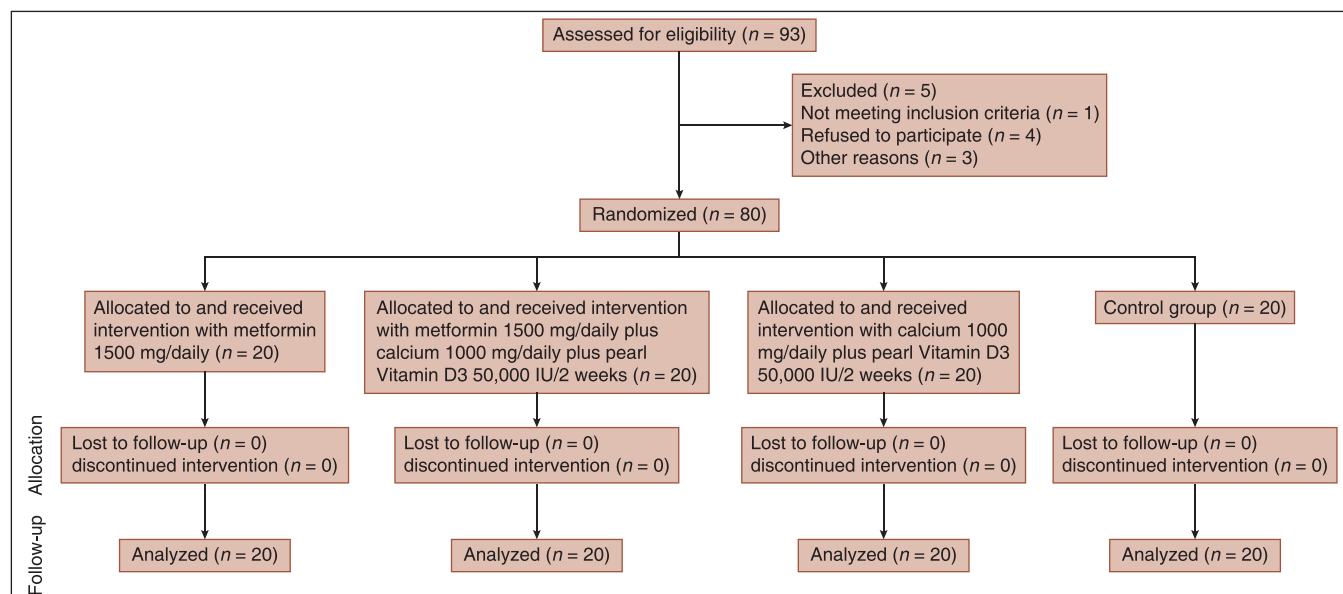 Assessed for eligibility (n = 93)
Excluded (n = 5)
Not meeting inclusion criteria (n = 1)
Refused to participate (n = 4)
Other reasons (n = 3)
Randomized (n = 80)
Allocated to and received
intervention with metformin
1500 mg/daily (n = 20)
Allocated to and received intervention
with metformin 1500 mg/daily plus
calcium 1000 mg/daily plus pearl
Vitamin D3 50,000 IU/2 weeks (n = 20)
Allocated to and received
intervention with calcium 1000
mg/daily plus pearl Vitamin D3
50,000 IU/2 weeks (n = 20)
Control group (n = 20)
Allocation
Lost to follow-up (n = 0)
discontinued intervention (n = 0)
Lost to follow-up (n = 0)
discontinued intervention (n = 0)
Lost to follow-up (n = 0)
discontinued intervention (n = 0)
Lost to follow-up (n = 0)
discontinued intervention (n = 0)
Follow-up
Analyzed (n = 20)
Analyzed (n = 20)
Analyzed (n = 20)
Analyzed (n = 20)